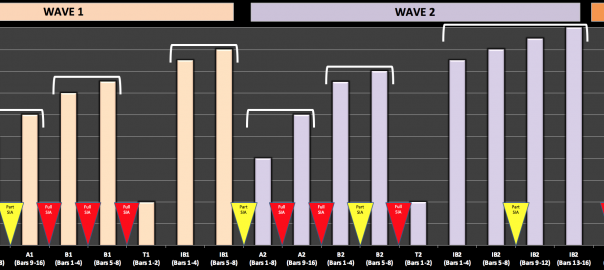 WAVE 1
WAVE 2
Part
SIA
Full
SIA
Full
SIA
Full
SIA
Part
SIA
Full
SIA
Full
SIA
Part
SIA
Full
SIA
Part
SIA
8)
A1
(Bars 9-16)
B1
(Bars 1-4)
B1
(Bars 5-8)
T1
(Bars 1-2)
IB1
(Bars 1-4)
IB1
(Bars 5-8)
A2
(Bars 1-8)
A2
(Bars 9-16)
B2
(Bars 1-4)
B2
(Bars 5-8)
T2
(Bars 1-2)
IB2
(Bars 1-4)
IB2
(Bars 5-8)
IB2
(Bars 9-12)
IB2
(Bars 13-16)